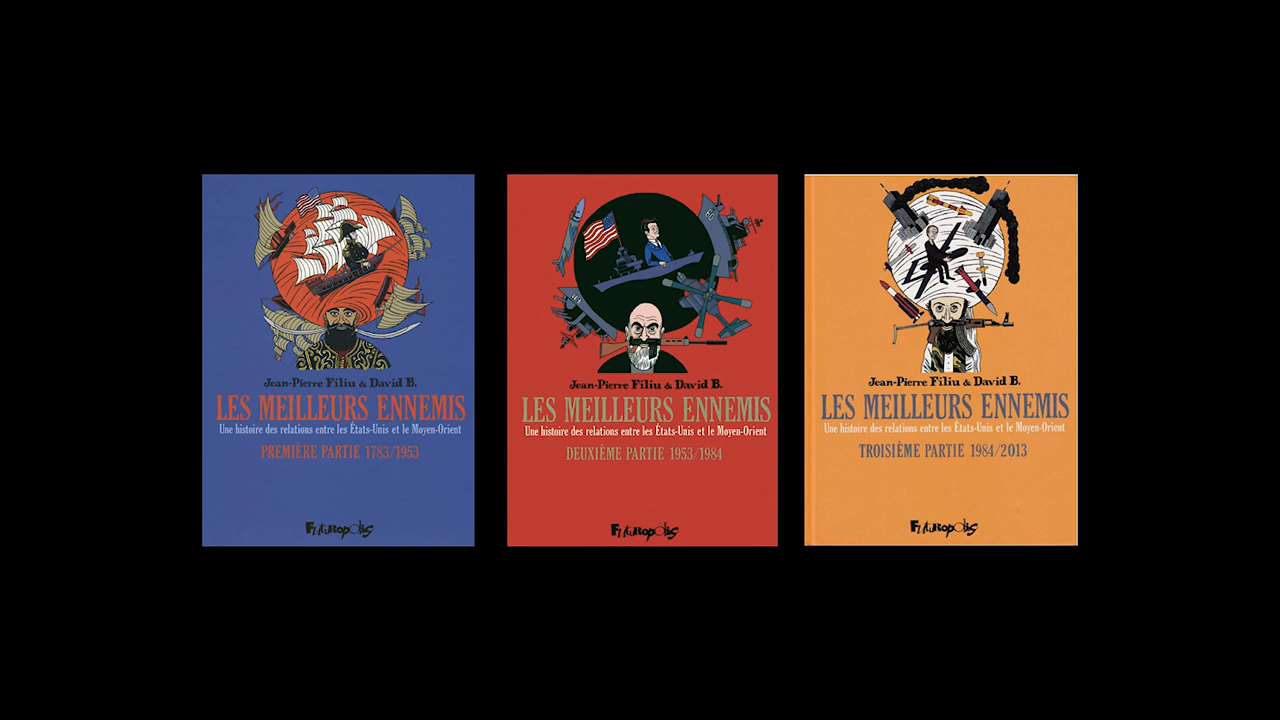 Jean-Pierre Filiu & David B.
LES MEILLEURS ENNEMIS
Une histoire des relations entre les États-Unis et le Moyen-Orient
PREMIÈRE PARTIE 1783/1953
Futuropolis
Jean-Pierre Filiu & David B.
LES MEILLEURS ENNEMIS
Une histoire des relations entre les États-Unis et le Moyen-Orient
DEUXIÈME PARTIE 1953/1984
Futuropolis
Jean-Pierre Filiu & David B.
LES MEILLEURS ENNEMIS
Une histoire des relations entre les États-Unis et le Moyen-Orient
TROISIÈME PARTIE 1984/2013
Futuropolis